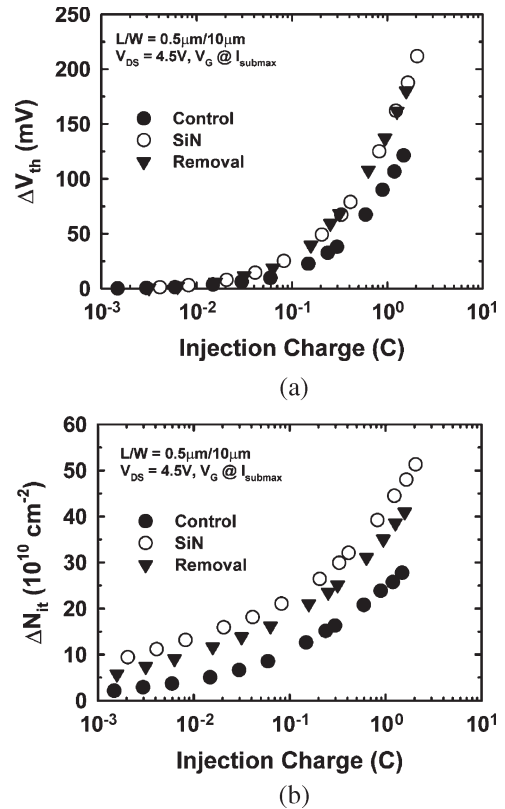 (a)
L/W = 0.5μm/10μm
V_DS = 4.5V, V_G @ I_submax
Control
SiN
Removal
ΔV_th (mV)
250
200
150
100
50
0
10^-3 10^-2 10^-1 10^0 10^1
Injection Charge (C)
(a)
L/W = 0.5μm/10μm
V_DS = 4.5V, V_G @ I_submax
Control
SiN
Removal
ΔN_it (10^10 cm^-2)
60
50
40
30
20
10
0
10^-3 10^-2 10^-1 10^0 10^1
Injection Charge (C)
(b)